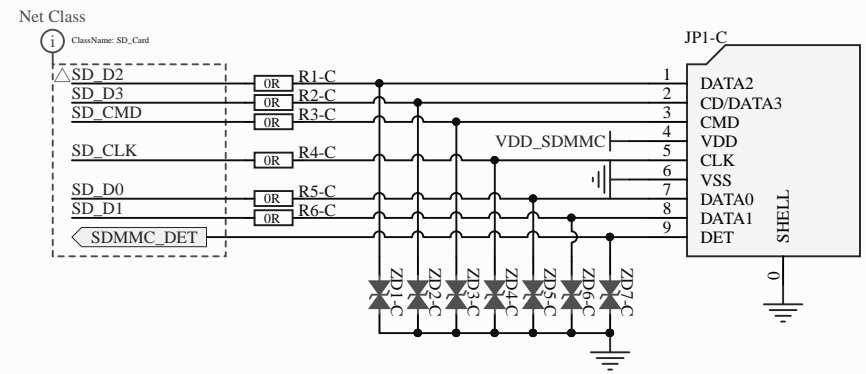 Net Class
i ClassName: SD_Card
JP1-C
SD_D2 0R R1-C 1 DATA2
SD_D3 0R R2-C 2 CD/DATA3
SD_CMD 0R R3-C 3 CMD
VDD_SDMMC 4 VDD
SD_CLK 0R R4-C 5 CLK
6 VSS
SD_D0 0R R5-C 7 DATA0
SD_D1 0R R6-C 8 DATA1
SDMMC_DET 9 DET
SHELL
0
ZD1-C
ZD2-C
ZD3-C
ZD4-C
ZD5-C
ZD6-C
ZD7-C